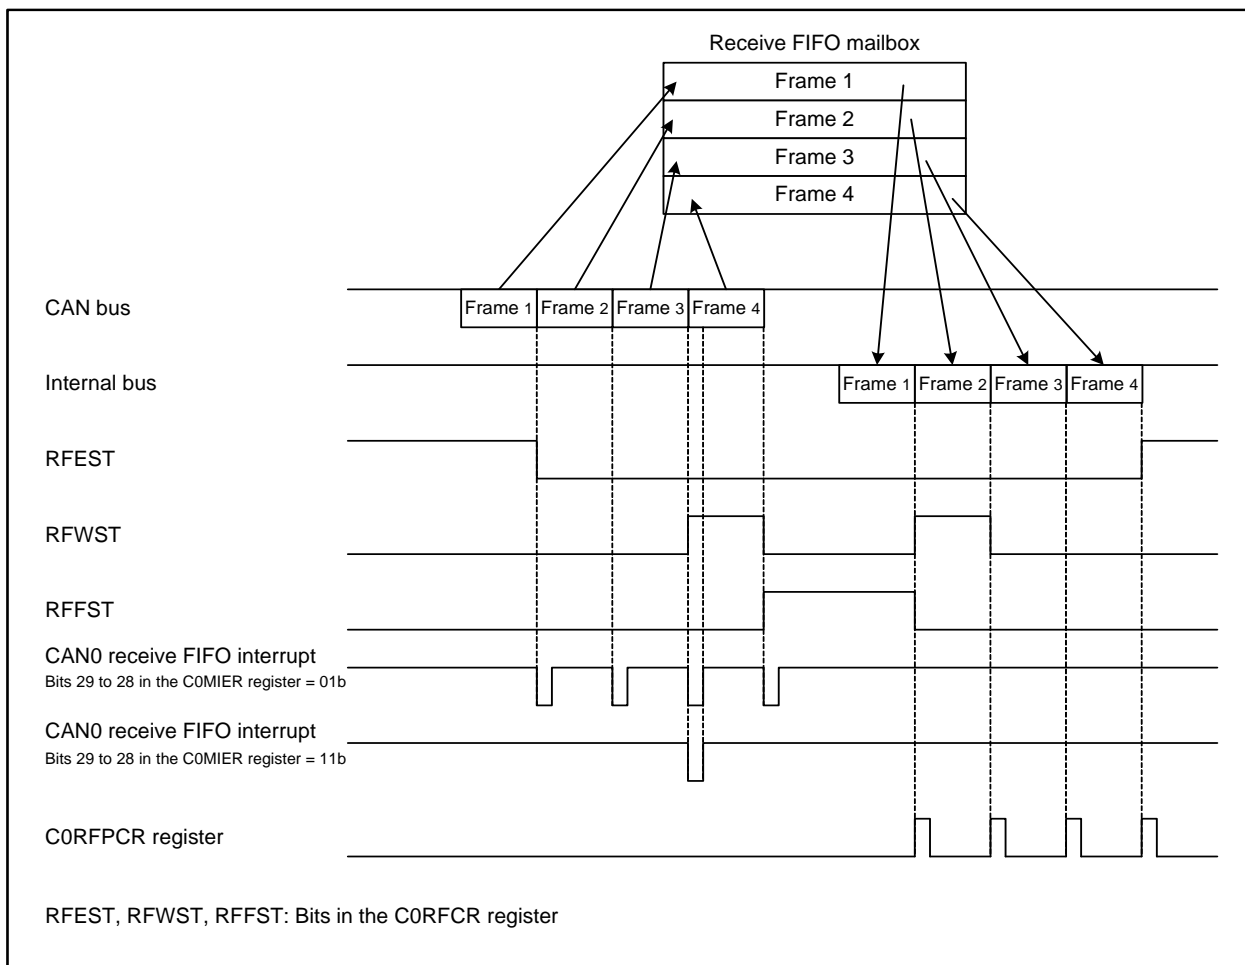 Receive FIFO mailbox
Frame 1
Frame 2
Frame 3
Frame 4
CAN bus
Frame 1 Frame 2 Frame 3 Frame 4
Internal bus
Frame 1 Frame 2 Frame 3 Frame 4
RFEST
RFWST
RFFST
CAN0 receive FIFO interrupt
Bits 29 to 28 in the C0MIER register = 01b
CAN0 receive FIFO interrupt
Bits 29 to 28 in the C0MIER register = 11b
C0RFPCR register
RFEST, RFWST, RFFST: Bits in the C0RFCR register